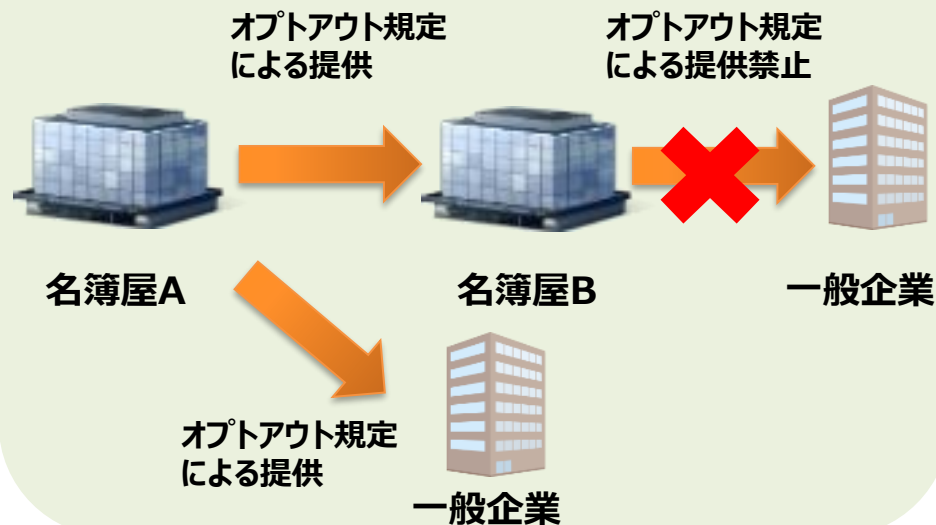 オプトアウト規定
による提供
オプトアウト規定
による提供禁止
名簿屋A
名簿屋B
一般企業
オプトアウト規定
による提供
一般企業